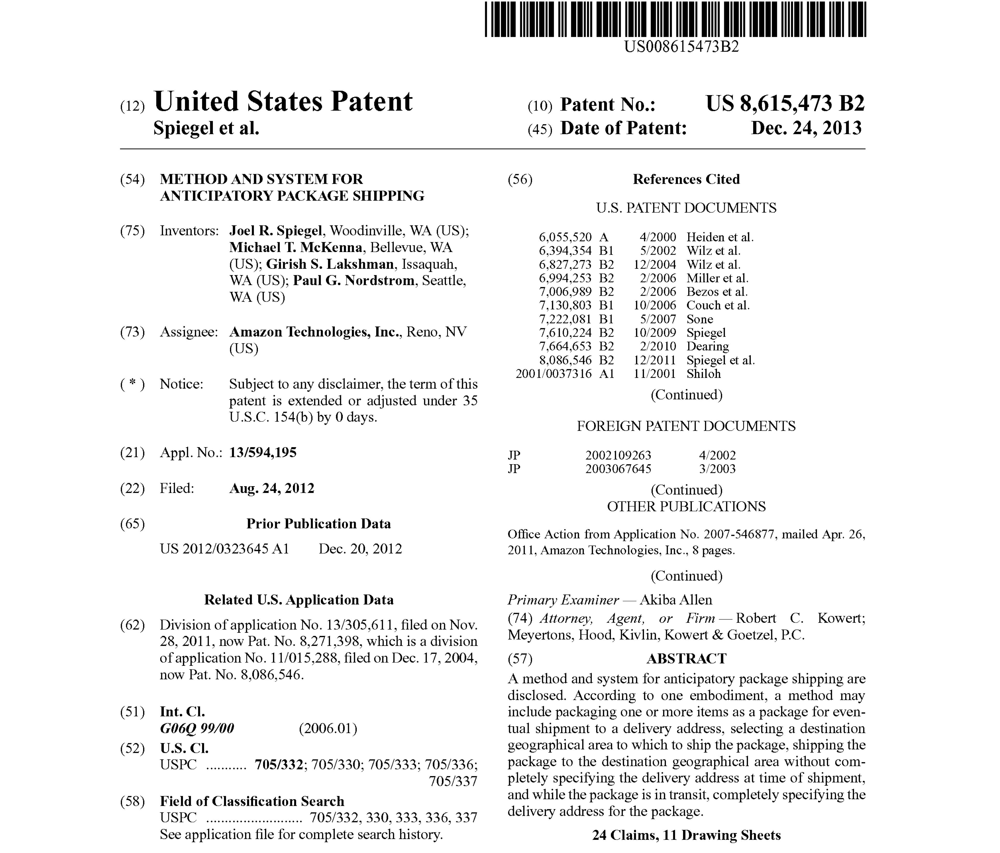 US008615473B2
(12) United States Patent
Spiegel et al.
(10) Patent No.: US 8,615,473 B2
(45) Date of Patent: Dec. 24, 2013
(54) METHOD AND SYSTEM FOR
ANTICIPATORY PACKAGE SHIPPING
(75) Inventors: Joel R. Spiegel, Woodinville, WA (US);
Michael T. McKenna, Bellevue, WA
(US); Girish S. Lakshman, Issaquah,
WA (US); Paul G. Nordstrom, Seattle,
WA (US)
(73) Assignee: Amazon Technologies, Inc., Reno, NV
(US)
( * ) Notice: Subject to any disclaimer, the term of this
patent is extended or adjusted under 35
U.S.C. 154(b) by 0 days.
(21) Appl. No.: 13/594,195
(22) Filed: Aug. 24, 2012
(65) Prior Publication Data
US 2012/0323645 A1 Dec. 20, 2012
Related U.S. Application Data
(62) Division of application No. 13/305,611, filed on Nov.
28, 2011, now Pat. No. 8,271,398, which is a division
of application No. 11/015,288, filed on Dec. 17, 2004,
now Pat. No. 8,086,546.
(51) Int. Cl.
G06Q 99/00 (2006.01)
(52) U.S. Cl.
USPC ........... 705/332; 705/330; 705/333; 705/336;
705/337
(58) Field of Classification Search
USPC .......................... 705/332, 330, 333, 336, 337
See application file for complete search history.
(56) References Cited
U.S. PATENT DOCUMENTS
6,055,520 A 4/2000 Heiden et al.
6,394,354 B1 5/2002 Wilz et al.
6,827,273 B2 12/2004 Wilz et al.
6,994,253 B2 2/2006 Miller et al.
7,006,989 B2 2/2006 Bezos et al.
7,130,803 B1 10/2006 Couch et al.
7,222,081 B1 5/2007 Sone
7,610,224 B2 10/2009 Spiegel
7,664,653 B2 2/2010 Dearing
8,086,546 B2 12/2011 Spiegel et al.
2001/0037316 A1 11/2001 Shiloh
(Continued)
FOREIGN PATENT DOCUMENTS
JP 2002109263 4/2002
JP 2003067645 3/2003
(Continued)
OTHER PUBLICATIONS
Office Action from Application No. 2007-546877, mailed Apr. 26,
2011, Amazon Technologies, Inc., 8 pages.
(Continued)
Primary Examiner — Akiba Allen
(74) Attorney, Agent, or Firm — Robert C. Kowert;
Meyertons, Hood, Kivlin, Kowert & Goetzel, P.C.
(57) ABSTRACT
A method and system for anticipatory package shipping are
disclosed. According to one embodiment, a method may
include packaging one or more items as a package for even-
tual shipment to a delivery address, selecting a destination
geographical area to which to ship the package, shipping the
package to the destination geographical area without com-
pletely specifying the delivery address at time of shipment,
and while the package is in transit, completely specifying the
delivery address for the package.
24 Claims, 11 Drawing Sheets